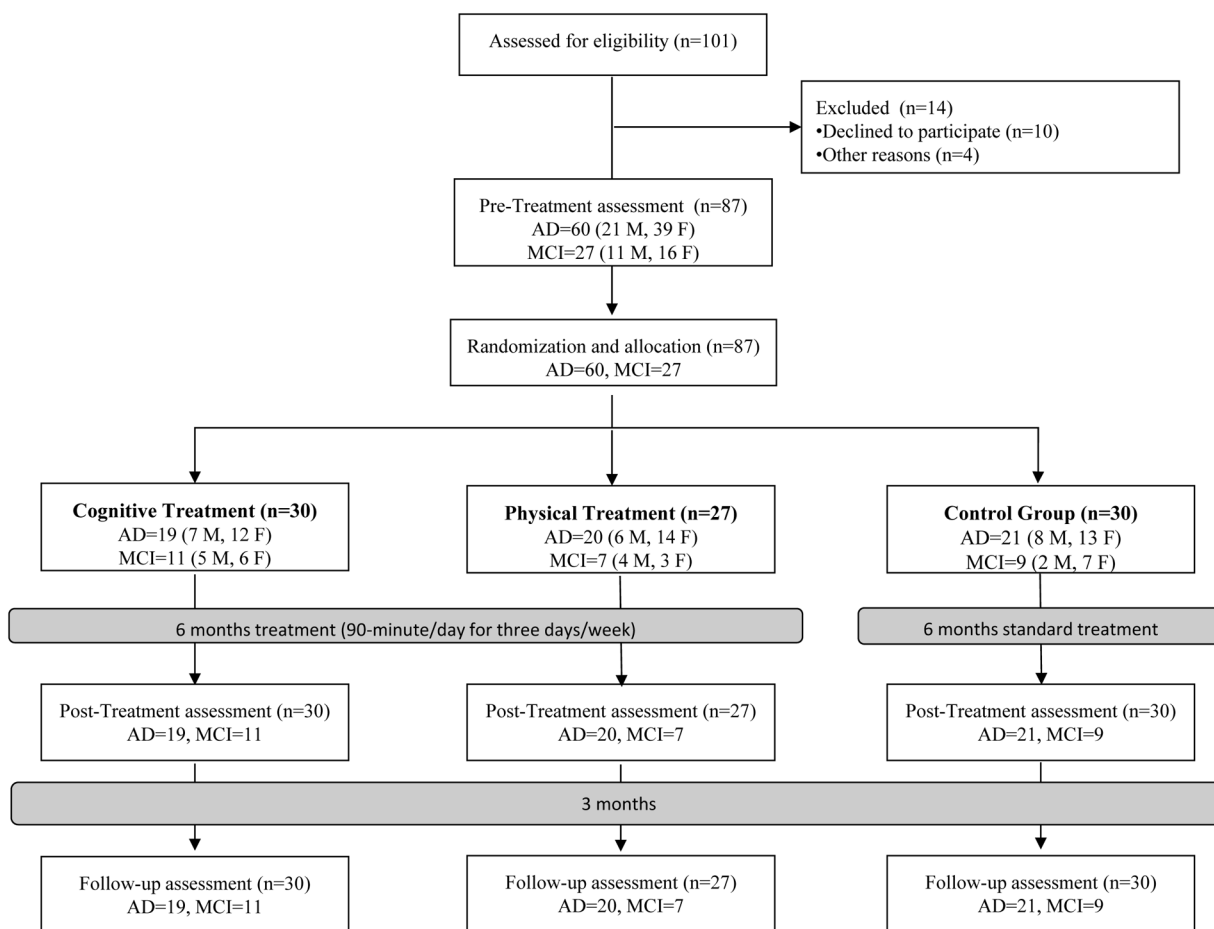 Assessed for eligibility (n=101)
Excluded (n=14)
•Declined to participate (n=10)
•Other reasons (n=4)
Pre-Treatment assessment (n=87)
AD=60 (21 M, 39 F)
MCI=27 (11 M, 16 F)
Randomization and allocation (n=87)
AD=60, MCI=27
Cognitive Treatment (n=30)
AD=19 (7 M, 12 F)
MCI=11 (5 M, 6 F)
Physical Treatment (n=27)
AD=20 (6 M, 14 F)
MCI=7 (4 M, 3 F)
Control Group (n=30)
AD=21 (8 M, 13 F)
MCI=9 (2 M, 7 F)
6 months treatment (90-minute/day for three days/week)
6 months standard treatment
Post-Treatment assessment (n=30)
AD=19, MCI=11
Post-Treatment assessment (n=27)
AD=20, MCI=7
Post-Treatment assessment (n=30)
AD=21, MCI=9
3 months
Follow-up assessment (n=30)
AD=19, MCI=11
Follow-up assessment (n=27)
AD=20, MCI=7
Follow-up assessment (n=30)
AD=21, MCI=9